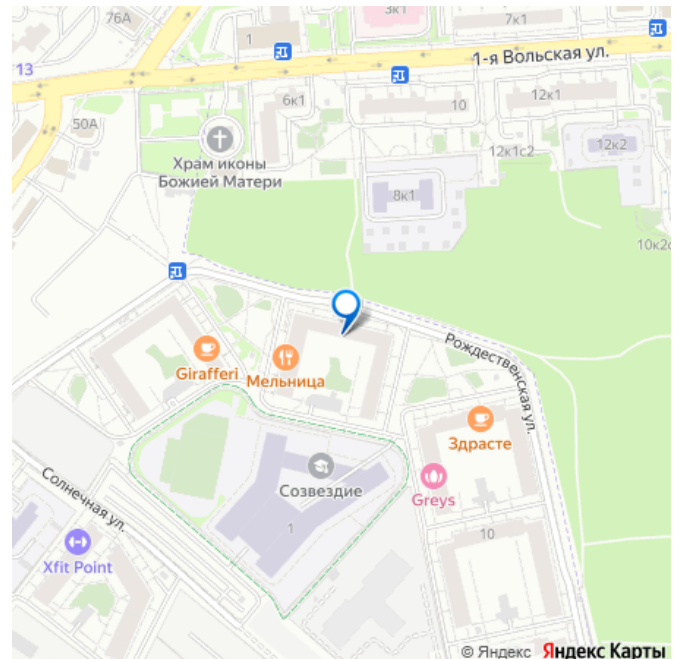 3к1
7к1
76А
1
1-я Вольская ул.
13
6к1
10
12к1
50А
Храм иконы
Божией Матери
12к1с2
12к2
8к1
Рождественская ул.
Girafferi
Мельница
Здрасте
Созвездие
Greys
Солнечная ул.
1
10
Xfit Point
© Яндекс Яндекс Карты